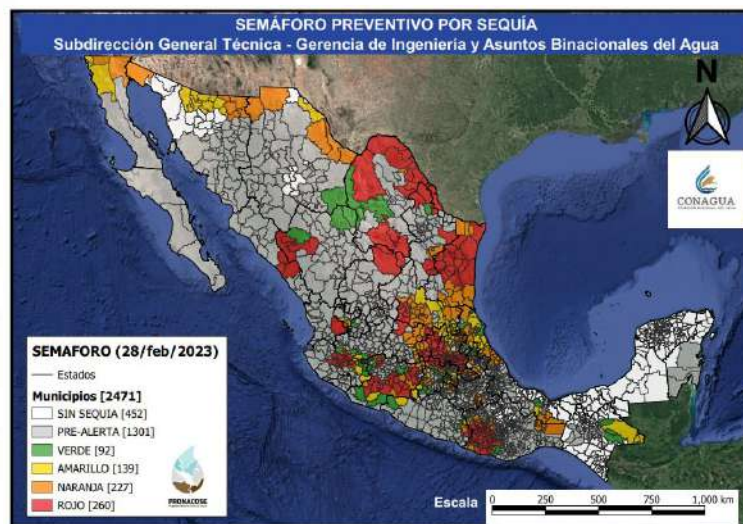 SEMÁFORO PREVENTIVO POR SEQUÍA
Subdirección General Técnica - Gerencia de Ingeniería y Asuntos Binacionales del Agua
N
CONAGUA
SEMAFORO (28/feb/2023)
Estados
Municipios [2471]
SIN SEQUIA [452]
PRE-ALERTA [1301]
VERDE [92]
AMARILLO [139]
NARANJA [227]
ROJO [260]
PRONACOSE
Escala
0 250 500 750 1,000 km